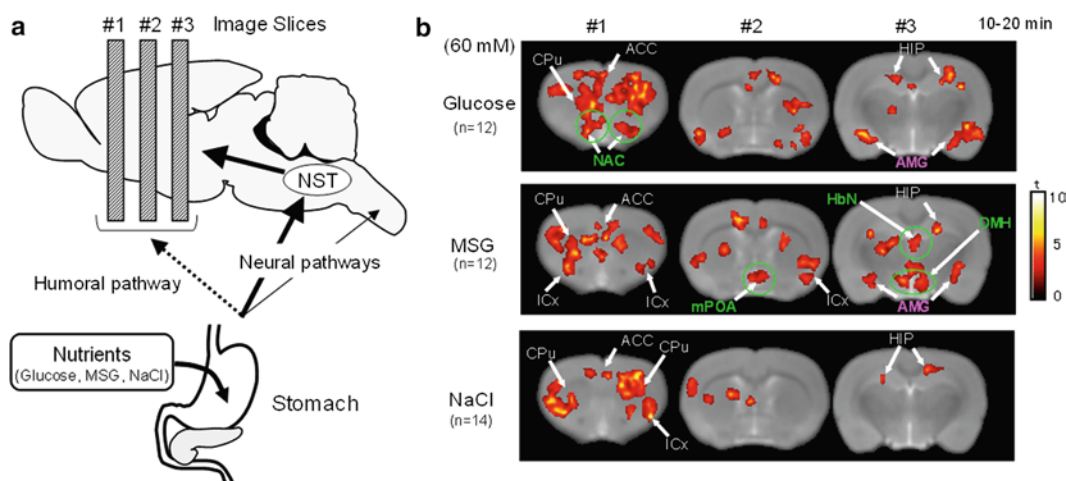 a
#1 #2 #3 Image Slices
NST
Neural pathways
Humoral pathway
Nutrients
(Glucose, MSG, NaCl)
Stomach
b
#1 #2 #3 10-20 min
(60 mM)
CPu ACC HIP
Glucose
(n=12)
NAC AMG
CPu ACC HbN HIP DMH
MSG
(n=12)
ICx ICx mPOA ICx AMG
t
10
5
0
CPu ACC CPu HIP
NaCl
(n=14)
ICx